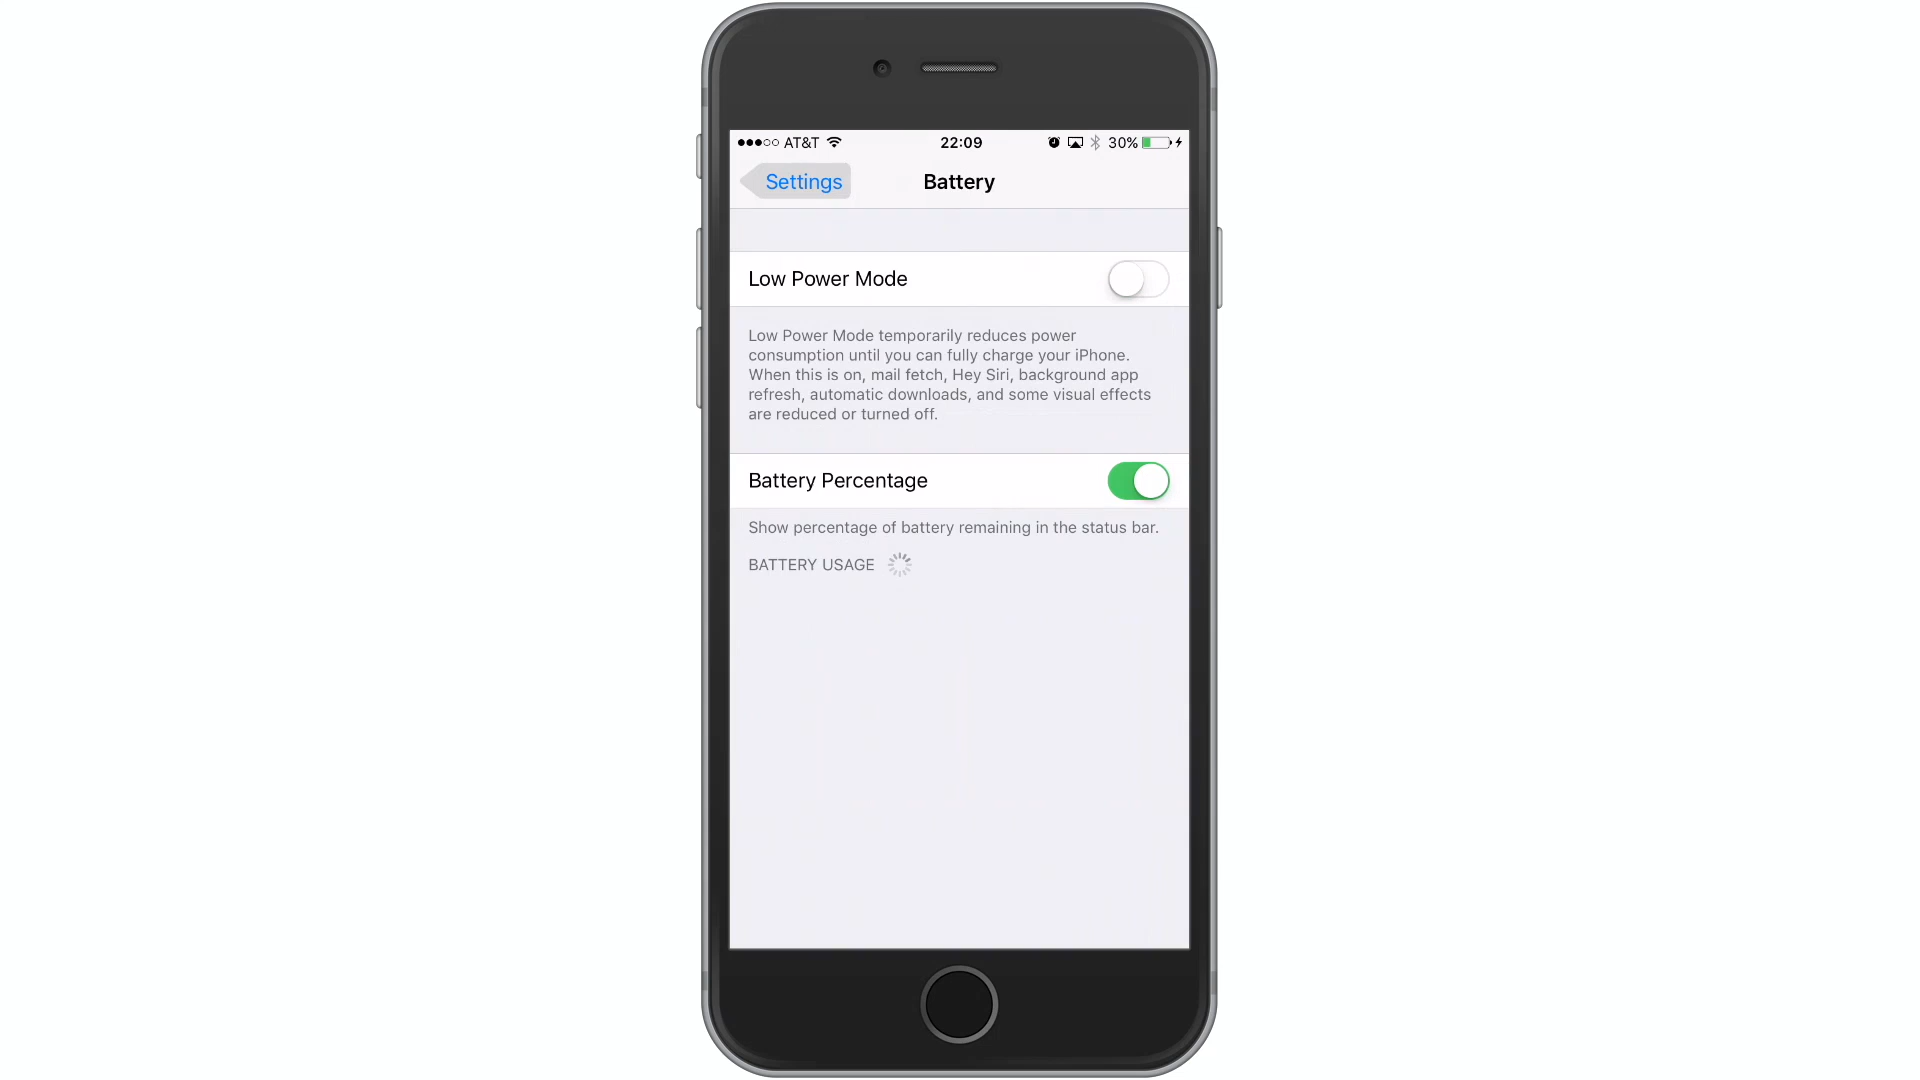 AT&T 22:09 30%
Settings Battery
Low Power Mode
Low Power Mode temporarily reduces power
consumption until you can fully charge your iPhone.
When this is on, mail fetch, Hey Siri, background app
refresh, automatic downloads, and some visual effects
are reduced or turned off.
Battery Percentage
Show percentage of battery remaining in the status bar.
BATTERY USAGE